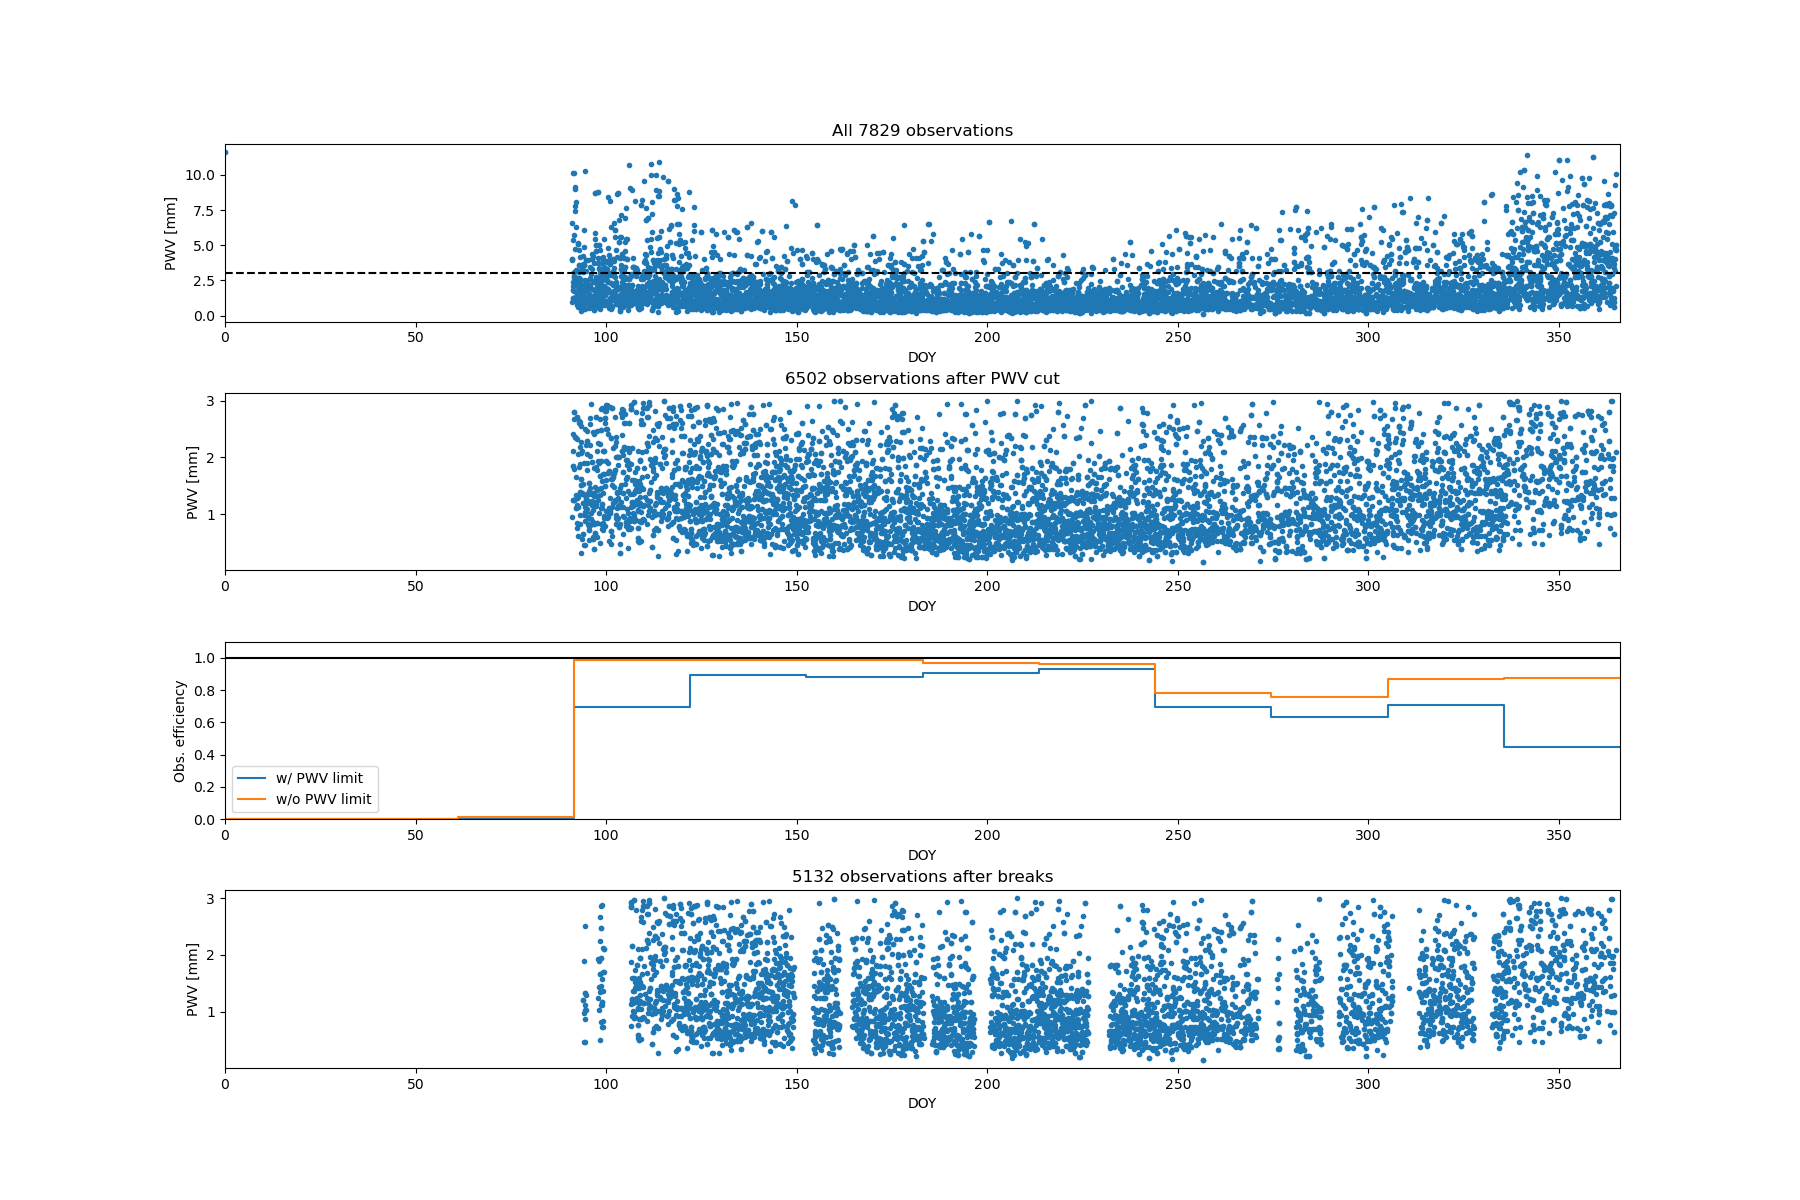 All 7829 observations
10.0
7.5
5.0
2.5
0.0
PWV [mm]
0 50 100 150 200 250 300 350
DOY
6502 observations after PWV cut
3
2
1
PWV [mm]
0 50 100 150 200 250 300 350
DOY
1.0
0.8
0.6
0.4
0.2
0.0
Obs. efficiency
w/ PWV limit
w/o PWV limit
0 50 100 150 200 250 300 350
DOY
5132 observations after breaks
3
2
1
PWV [mm]
0 50 100 150 200 250 300 350
DOY